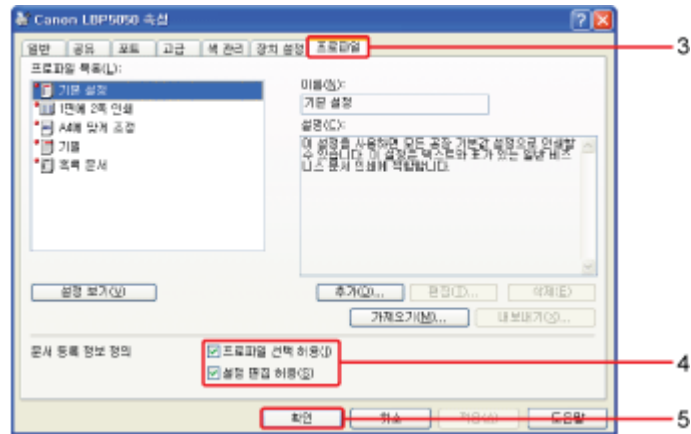 Canon LBP5050 속성
일반 공유 포트 고급 색 관리 장치 설정 프로파일
3
프로파일 목록(L):
기본 설정
1면에 2쪽 인쇄
A4에 맞게 조정
기울
흑록 문서
이름(N):
기본 설정
설명(C):
이 설정을 사용하면 모든 공장 기본값 설정으로 인쇄할
수 있습니다. 이 설정은 텍스트와 표가 있는 일반 비즈
니스 문서 인쇄에 적합합니다.
설정 보기(V)
추가(O)... 편집(T)... 삭제(E)
가져오기(M)... 내보내기(X)...
문서 등록 정보 정의
프로파일 선택 허용(J)
설정 편집 허용(S)
4
확인 취소 적용(A) 도움말
5